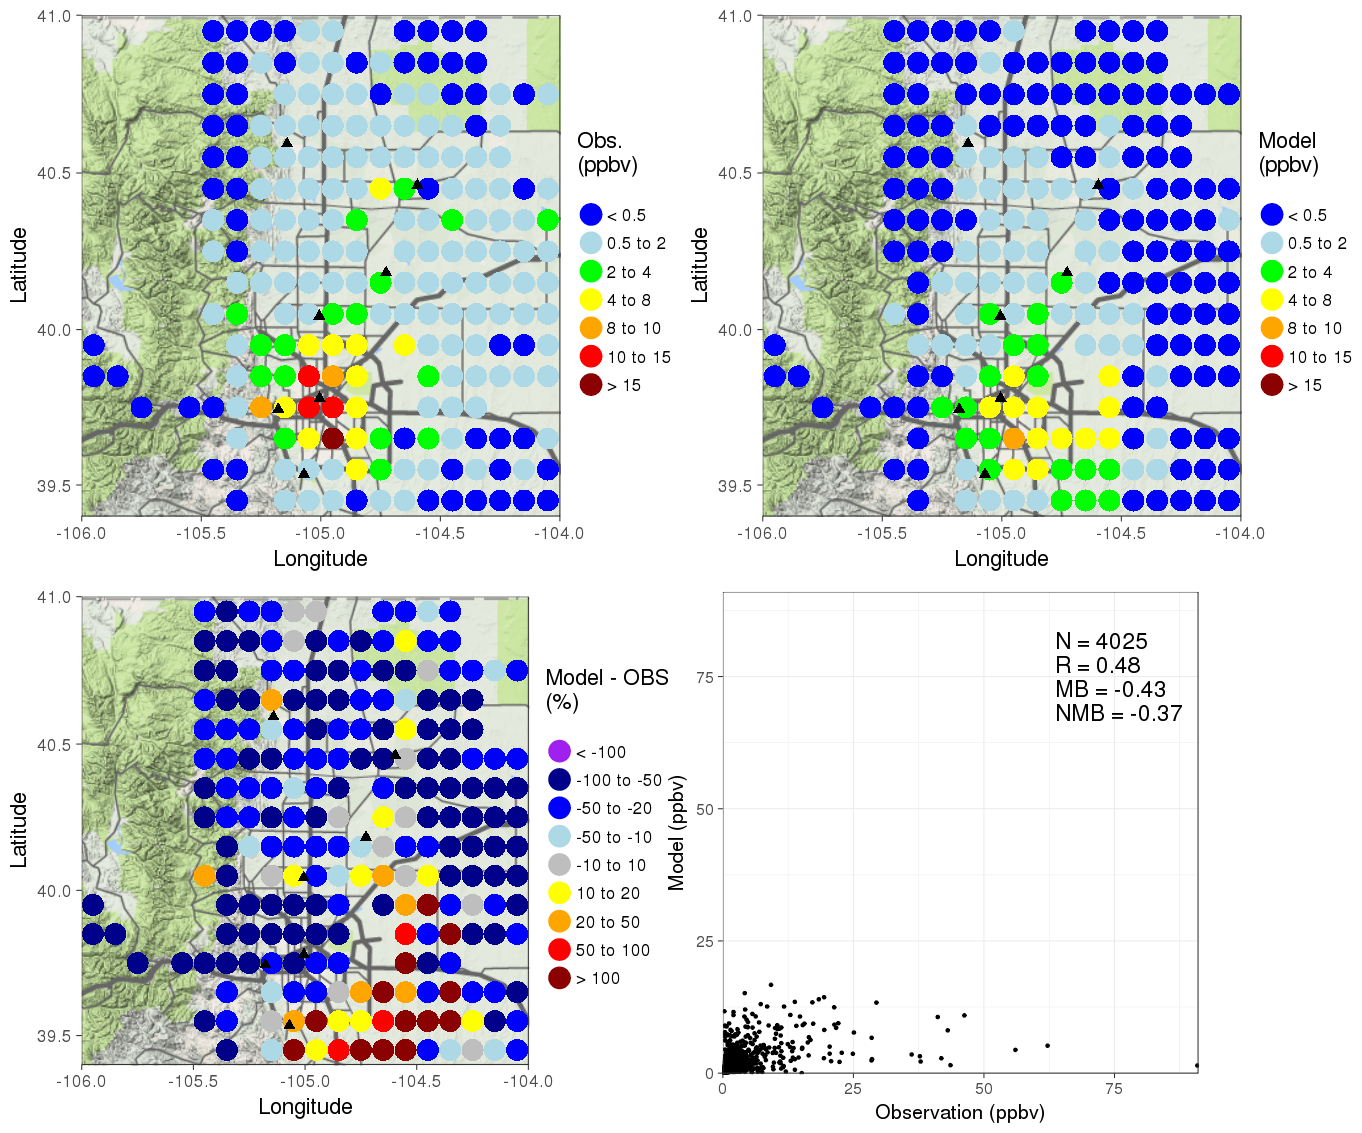 41.0
40.5
40.0
39.5
Latitude
-106.0
-105.5
-105.0
-104.5
-104.0
Longitude
Obs.
(ppbv)
< 0.5
0.5 to 2
2 to 4
4 to 8
8 to 10
10 to 15
> 15
41.0
40.5
40.0
39.5
Latitude
-106.0
-105.5
-105.0
-104.5
-104.0
Longitude
Model
(ppbv)
< 0.5
0.5 to 2
2 to 4
4 to 8
8 to 10
10 to 15
> 15
41.0
40.5
40.0
39.5
Latitude
-106.0
-105.5
-105.0
-104.5
-104.0
Longitude
Model - OBS
(%)
< -100
-100 to -50
-50 to -20
-50 to -10
-10 to 10
10 to 20
20 to 50
50 to 100
> 100
75
50
25
0
Model (ppbv)
N = 4025
R = 0.48
MB = -0.43
NMB = -0.37
0
25
50
75
Observation (ppbv)